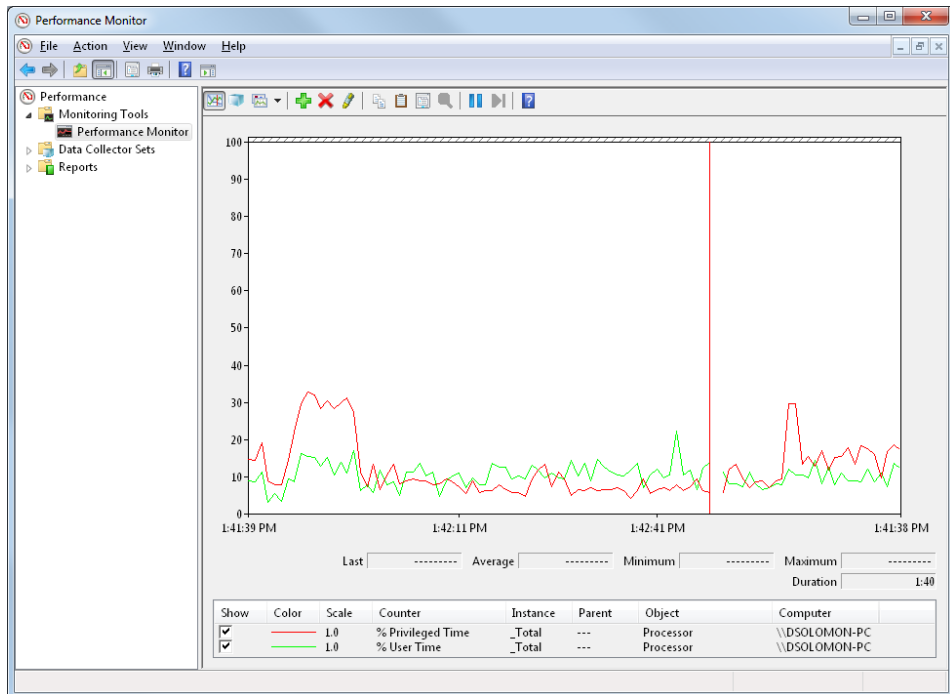 Performance Monitor
File Action View Window Help
Performance
Monitoring Tools
Performance Monitor
Data Collector Sets
Reports
100
90
80
70
60
50
40
30
20
10
0
1:41:39 PM 1:42:11 PM 1:42:41 PM 1:41:38 PM
Last --------- Average --------- Minimum --------- Maximum ---------
Duration 1:40
Show Color Scale Counter Instance Parent Object Computer
1.0 % Privileged Time _Total --- Processor \\DSOLOMON-PC
1.0 % User Time _Total --- Processor \\DSOLOMON-PC